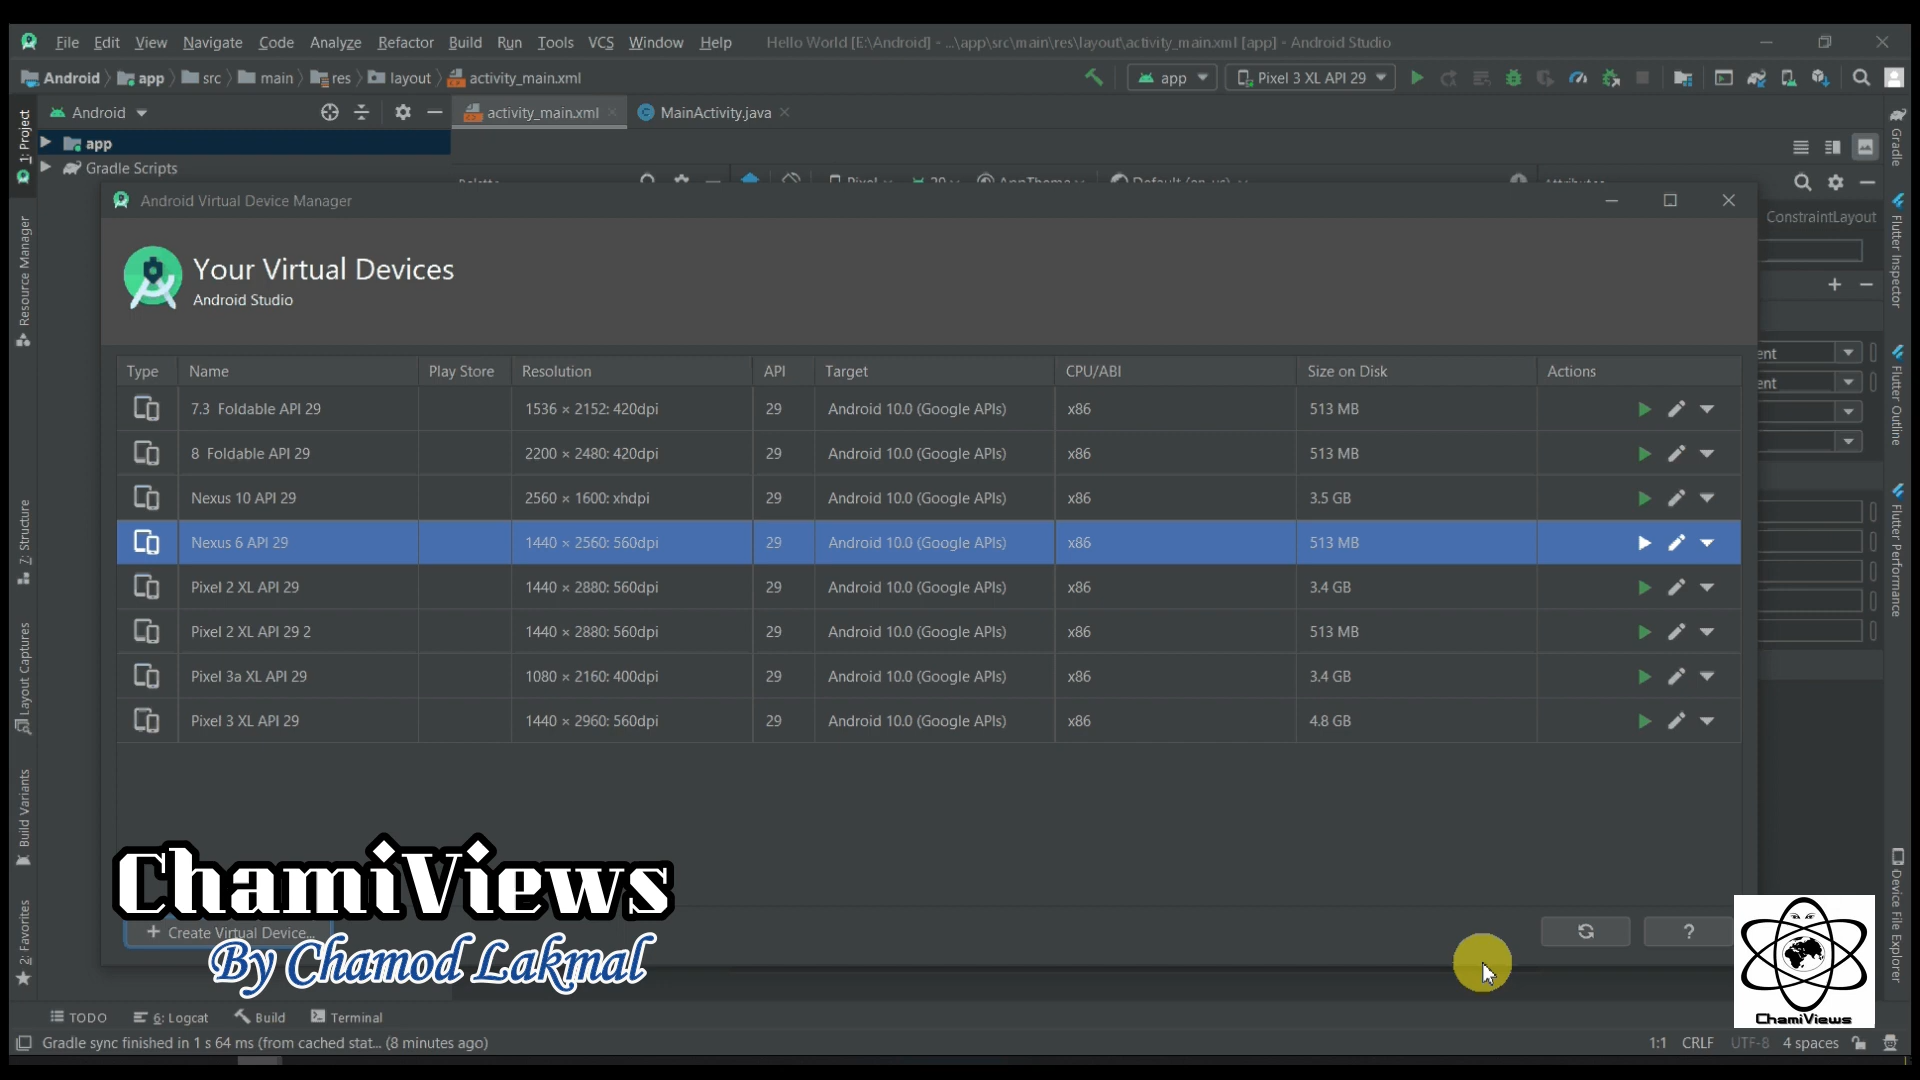 File Edit View Navigate Code Analyze Refactor Build Run Tools VCS Window Help Hello World [E:\Android] - ...\app\src\main\res\layout\activity_main.xml [app] - Android Studio
Android app src main res layout activity_main.xml app Pixel 3 XL API 29
Android activity_main.xml MainActivity.java
1: Project
app
Gradle Scripts
Gradle
Android Virtual Device Manager
ConstraintLayout
Resource Manager
Flutter Inspector
Your Virtual Devices
Android Studio
Type Name Play Store Resolution API Target CPU/ABI Size on Disk Actions
7.3 Foldable API 29 1536 × 2152: 420dpi 29 Android 10.0 (Google APIs) x86 513 MB
8 Foldable API 29 2200 × 2480: 420dpi 29 Android 10.0 (Google APIs) x86 513 MB
Nexus 10 API 29 2560 × 1600: xhdpi 29 Android 10.0 (Google APIs) x86 3.5 GB
Nexus 6 API 29 1440 × 2560: 560dpi 29 Android 10.0 (Google APIs) x86 513 MB
Pixel 2 XL API 29 1440 × 2880: 560dpi 29 Android 10.0 (Google APIs) x86 3.4 GB
Pixel 2 XL API 29 2 1440 × 2880: 560dpi 29 Android 10.0 (Google APIs) x86 513 MB
Pixel 3a XL API 29 1080 × 2160: 400dpi 29 Android 10.0 (Google APIs) x86 3.4 GB
Pixel 3 XL API 29 1440 × 2960: 560dpi 29 Android 10.0 (Google APIs) x86 4.8 GB
ent
ent
Flutter Outline
Flutter Performance
Z: Structure
Layout Captures
Build Variants
2: Favorites
Device File Explorer
ChamiViews
+ Create Virtual Device...
?
By Chamod Lakmal
ChamiViews
TODO 6: Logcat Build Terminal
Gradle sync finished in 1 s 64 ms (from cached stat... (8 minutes ago) 1:1 CRLF UTF-8 4 spaces